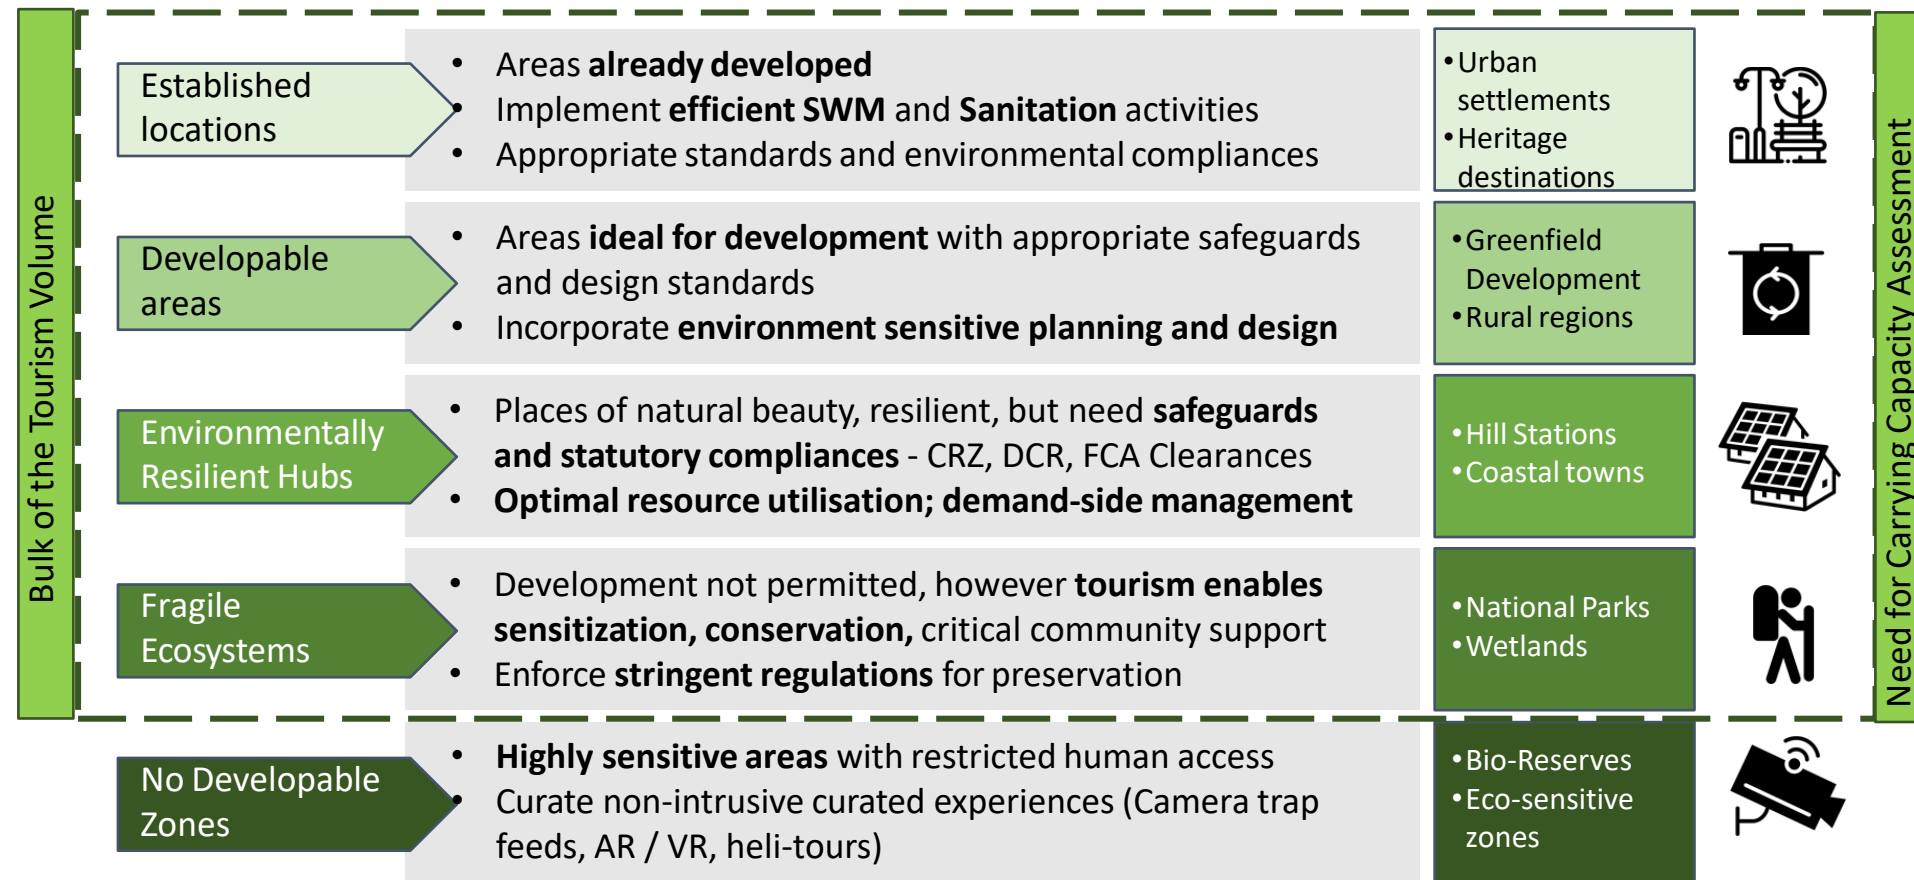 Bulk of the Tourism Volume
Established
locations
• Areas already developed
• Implement efficient SWM and Sanitation activities
• Appropriate standards and environmental compliances
• Urban
settlements
• Heritage
destinations
Developable
areas
• Areas ideal for development with appropriate safeguards
and design standards
• Incorporate environment sensitive planning and design
• Greenfield
Development
• Rural regions
Environmentally
Resilient Hubs
• Places of natural beauty, resilient, but need safeguards
and statutory compliances - CRZ, DCR, FCA Clearances
• Optimal resource utilisation; demand-side management
• Hill Stations
• Coastal towns
Fragile
Ecosystems
• Development not permitted, however tourism enables
sensitization, conservation, critical community support
• Enforce stringent regulations for preservation
• National Parks
• Wetlands
No Developable
Zones
• Highly sensitive areas with restricted human access
• Curate non-intrusive curated experiences (Camera trap
feeds, AR / VR, heli-tours)
• Bio-Reserves
• Eco-sensitive
zones
Need for Carrying Capacity Assessment